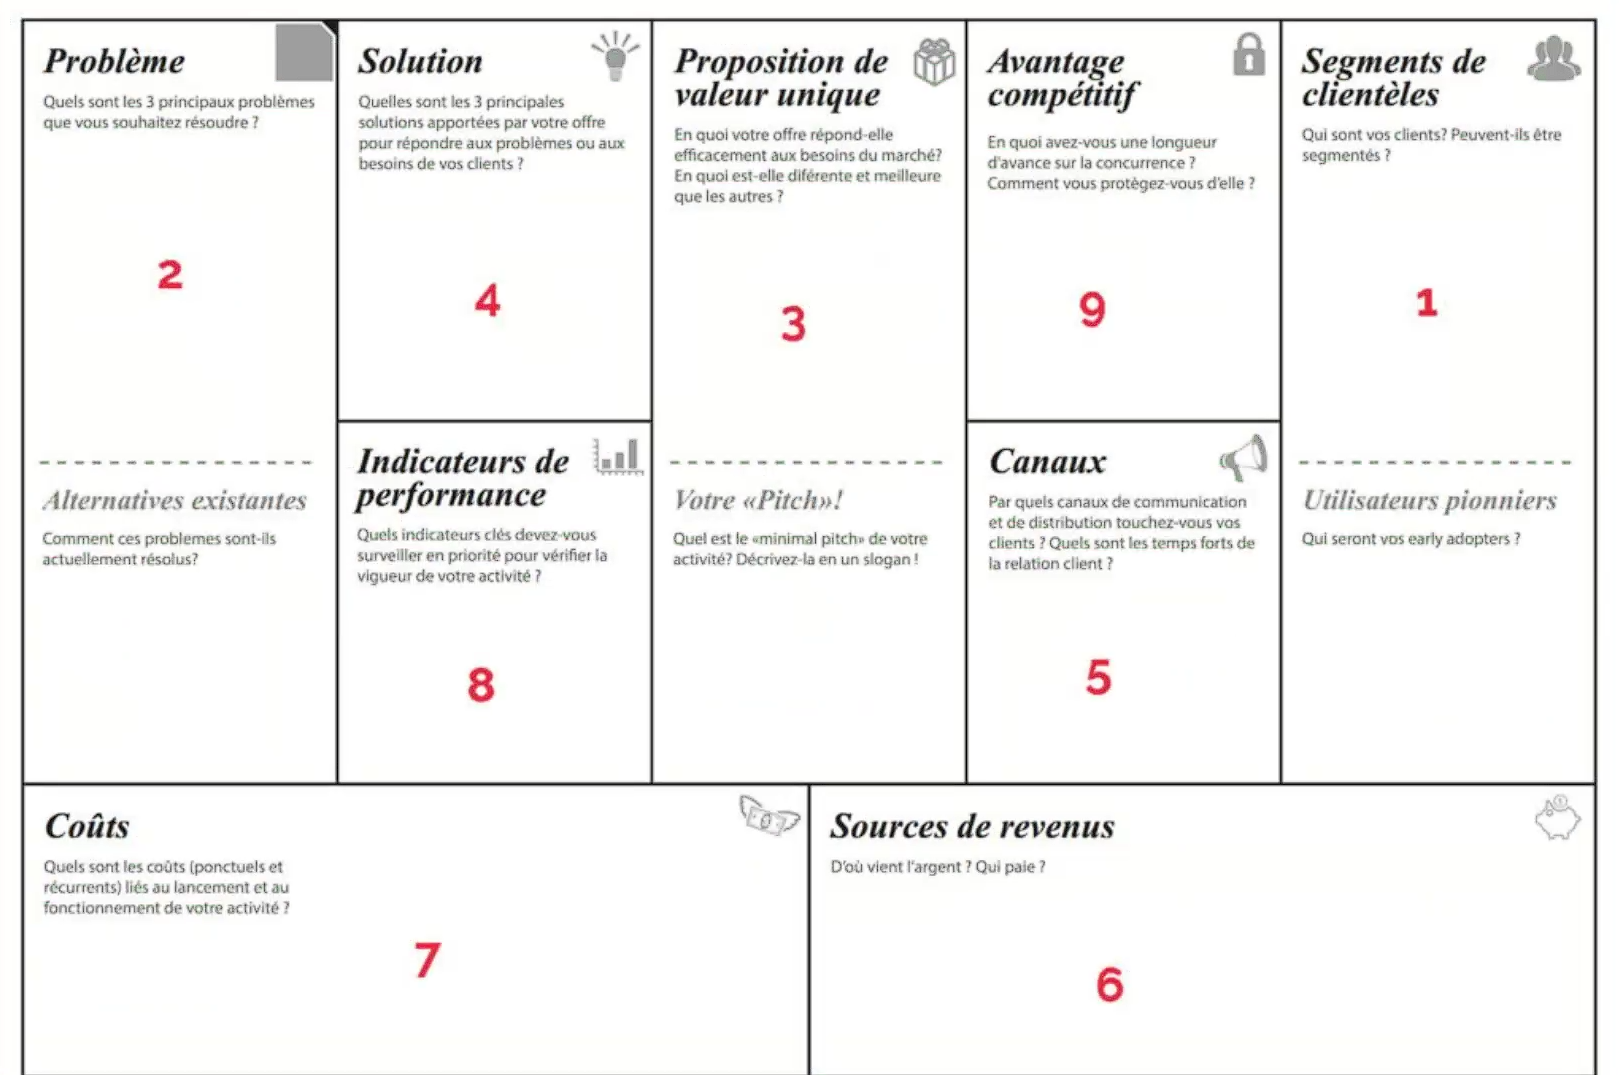 Problème
Quels sont les 3 principaux problèmes
que vous souhaitez résoudre ?
2
Alternatives existantes
Comment ces problemes sont-ils
actuellement résolus?
Solution
Quelles sont les 3 principales
solutions apportées par votre offre
pour répondre aux problèmes ou aux
besoins de vos clients ?
4
Indicateurs de
performance
Quels indicateurs clés devez-vous
surveiller en priorité pour vérifier la
vigueur de votre activité ?
8
Proposition de
valeur unique
En quoi votre offre répond-elle
efficacement aux besoins du marché?
En quoi est-elle diférente et meilleure
que les autres ?
3
Votre «Pitch»!
Quel est le «minimal pitch» de votre
activité? Décrivez-la en un slogan !
Avantage
compétitif
En quoi avez-vous une longueur
d'avance sur la concurrence ?
Comment vous protègez-vous d'elle ?
9
Canaux
Par quels canaux de communication
et de distribution touchez-vous vos
clients ? Quels sont les temps forts de
la relation client ?
5
Segments de
clientèles
Qui sont vos clients? Peuvent-ils être
segmentés ?
1
Utilisateurs pionniers
Qui seront vos early adopters ?
Coûts
Quels sont les coûts (ponctuels et
récurrents) liés au lancement et au
fonctionnement de votre activité ?
7
Sources de revenus
D'où vient l'argent ? Qui paie ?
6